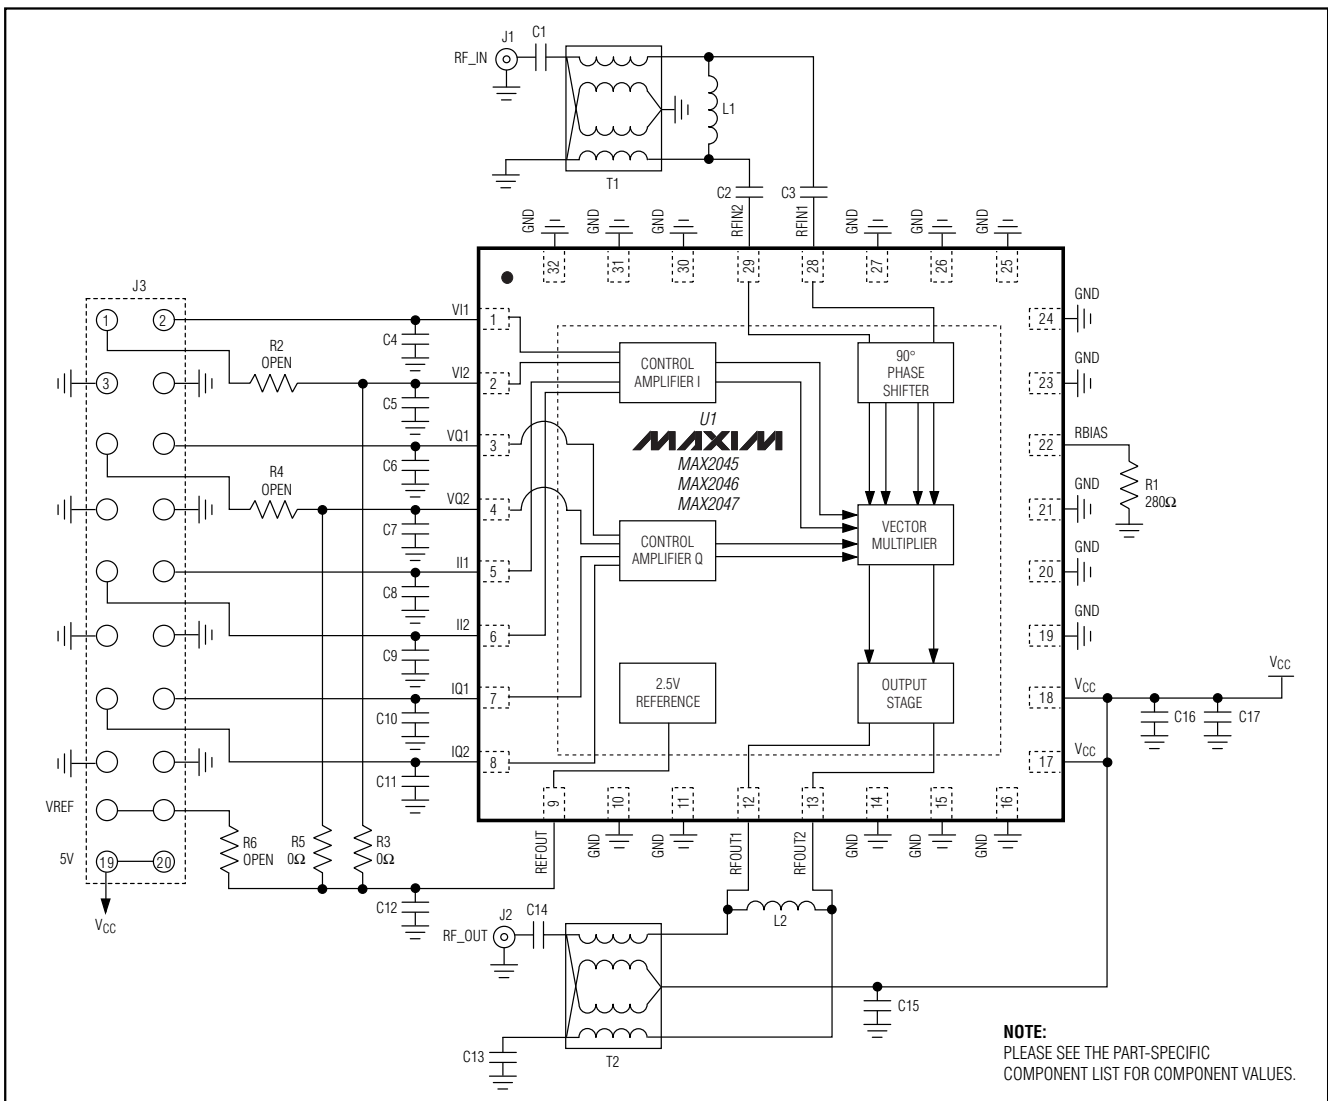 J1
C1
RF_IN
L1
T1
C2
C3
RFIN2
RFIN1
GND
GND
GND
GND
GND
GND
32
31
30
29
28
27
26
25
J3
1
2
3
R2
OPEN
R4
OPEN
VI1
C4
VI2
C5
VQ1
C6
VQ2
C7
II1
C8
II2
C9
IQ1
C10
IQ2
C11
1
2
3
4
5
6
7
8
CONTROL
AMPLIFIER I
90°
PHASE
SHIFTER
U1
MAXIM
MAX2045
MAX2046
MAX2047
CONTROL
AMPLIFIER Q
VECTOR
MULTIPLIER
2.5V
REFERENCE
OUTPUT
STAGE
24
GND
23
GND
22
RBIAS
R1
280Ω
21
GND
20
GND
19
GND
18
VCC
VCC
C16
C17
17
VCC
9
10
11
12
13
14
15
16
REFOUT
GND
GND
RFOUT1
RFOUT2
GND
GND
GND
VREF
5V
19
20
VCC
R6
OPEN
R5
0Ω
R3
0Ω
C12
J2
C14
RF_OUT
L2
C15
C13
T2
NOTE:
PLEASE SEE THE PART-SPECIFIC
COMPONENT LIST FOR COMPONENT VALUES.